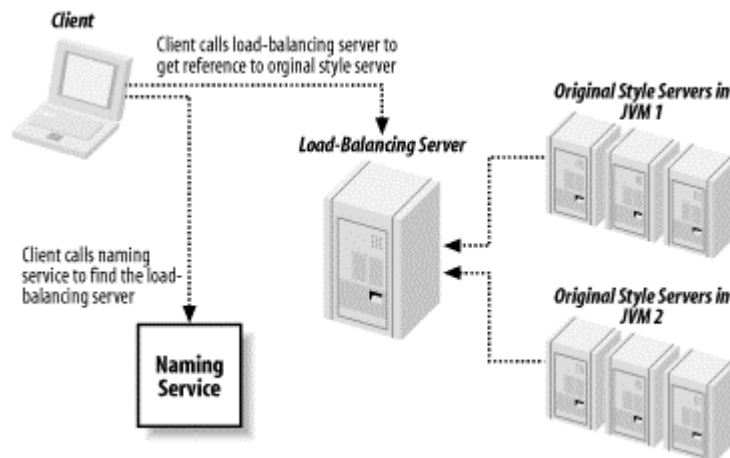 Client
Client calls load-balancing server to
get reference to orginal style server
Original Style Servers in
JVM 1
Load-Balancing Server
Client calls naming
service to find the load-
balancing server
Original Style Servers in
JVM 2
Naming
Service